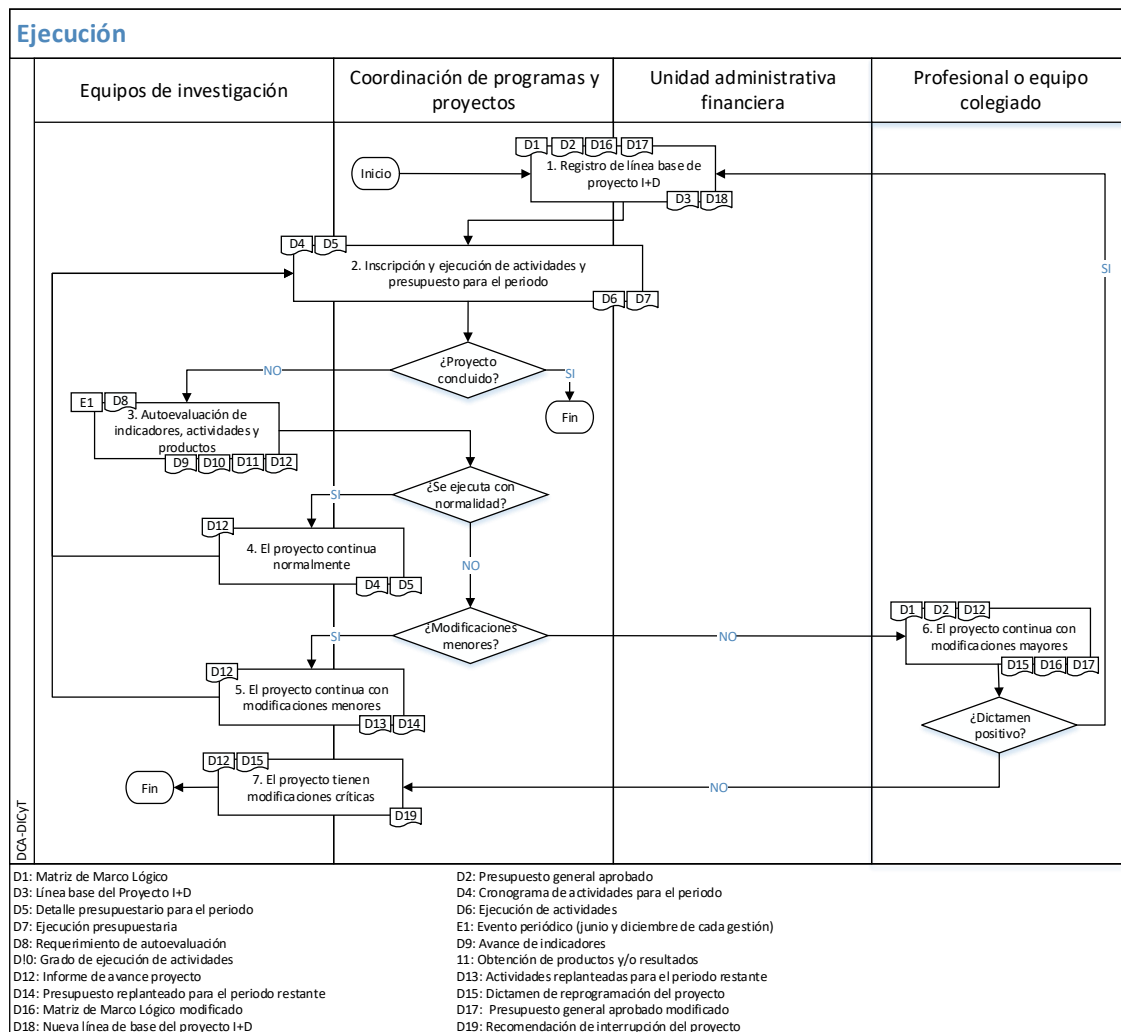 Ejecución
Equipos de investigación
Coordinación de programas y
proyectos
Unidad administrativa
financiera
Profesional o equipo
colegiado
DCA-DICyT
D1
D2
D16
D17
Inicio
1. Registro de línea base de
proyecto I+D
D3
D18
D4
D5
2. Inscripción y ejecución de actividades y
presupuesto para el periodo
D6
D7
SI
¿Proyecto
concluido?
NO
SI
Fin
E1
D8
3. Autoevaluación de
indicadores, actividades y
productos
D9
D10
D11
D12
¿Se ejecuta con
normalidad?
SI
D12
4. El proyecto continua
normalmente
D4
D5
NO
¿Modificaciones
menores?
SI
NO
D1
D2
D12
6. El proyecto continua con
modificaciones mayores
D15
D16
D17
D12
5. El proyecto continua con
modificaciones menores
D13
D14
¿Dictamen
positivo?
D12
D15
7. El proyecto tienen
modificaciones críticas
D19
Fin
NO
D1: Matriz de Marco Lógico
D2: Presupuesto general aprobado
D3: Línea base del Proyecto I+D
D4: Cronograma de actividades para el periodo
D5: Detalle presupuestario para el periodo
D6: Ejecución de actividades
D7: Ejecución presupuestaria
E1: Evento periódico (junio y diciembre de cada gestión)
D8: Requerimiento de autoevaluación
D9: Avance de indicadores
D!0: Grado de ejecución de actividades
11: Obtención de productos y/o resultados
D12: Informe de avance proyecto
D13: Actividades replanteadas para el periodo restante
D14: Presupuesto replanteado para el periodo restante
D15: Dictamen de reprogramación del proyecto
D16: Matriz de Marco Lógico modificado
D17: Presupuesto general aprobado modificado
D18: Nueva línea de base del proyecto I+D
D19: Recomendación de interrupción del proyecto